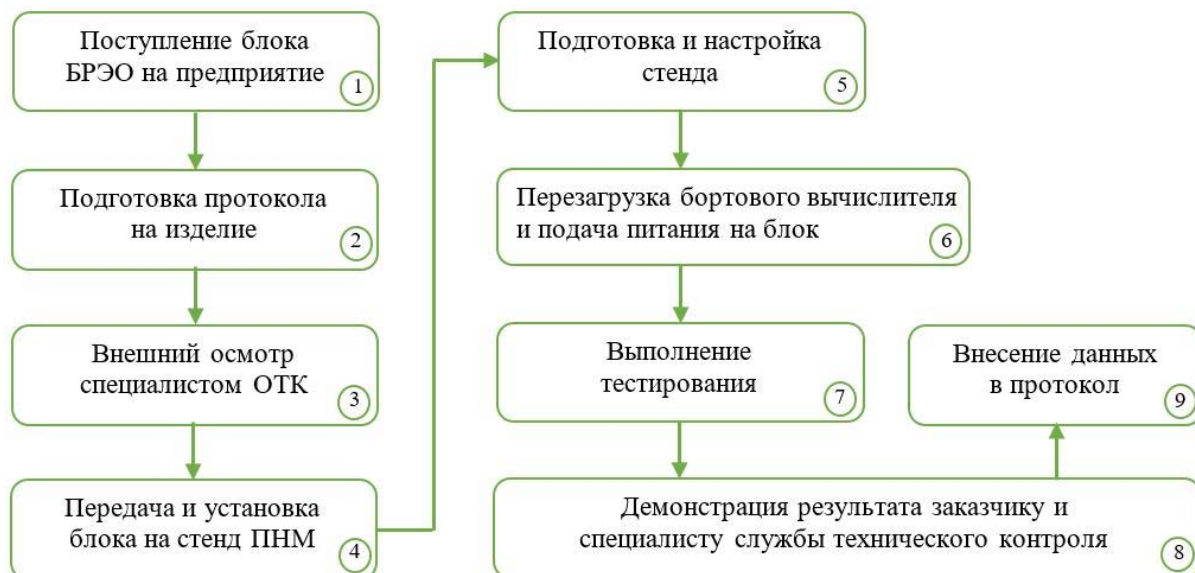 Поступление блока
БРЭО на предприятие
1
Подготовка протокола
на изделие
2
Внешний осмотр
специалистом ОТК
3
Передача и установка
блока на стенд ПНМ
4
Подготовка и настройка
стенда
5
Перезагрузка бортового вычислителя
и подача питания на блок
6
Выполнение
тестирования
7
Демонстрация результата заказчику и
специалисту службы технического контроля
8
Внесение данных
в протокол
9